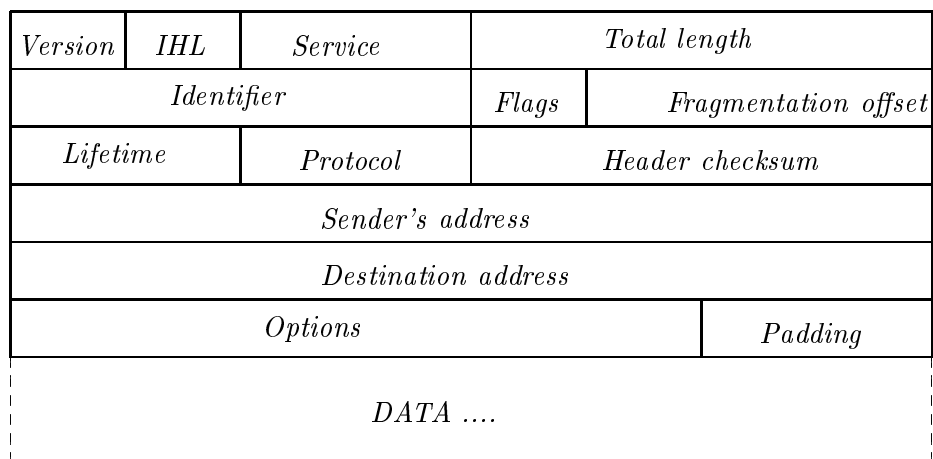 Version IHL Service Total length
Identifier Flags Fragmentation offset
Lifetime Protocol Header checksum
Sender's address
Destination address
Options Padding
DATA ....